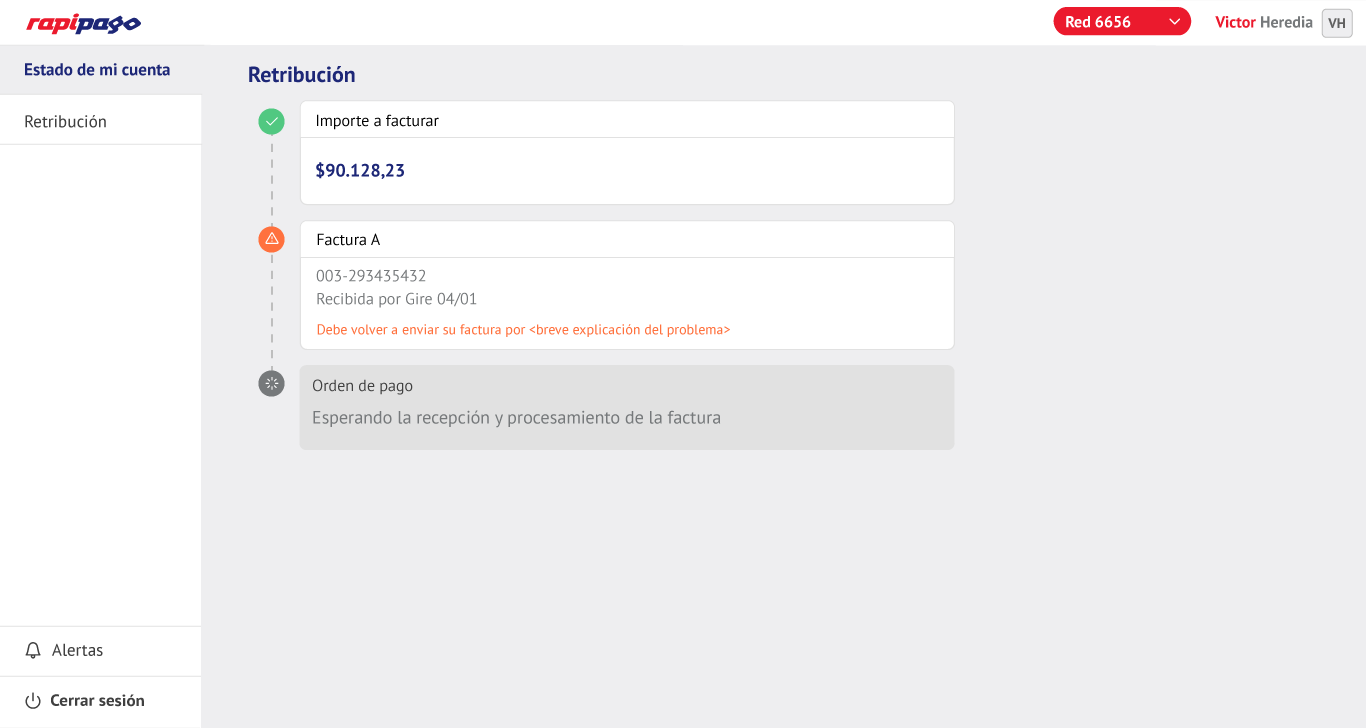 rapipago
Red 6656
Victor Heredia
VH
Estado de mi cuenta
Retribución
Retribución
Importe a facturar
$90.128,23
Factura A
003-293435432
Recibida por Gire 04/01
Debe volver a enviar su factura por <breve explicación del problema>
Orden de pago
Esperando la recepción y procesamiento de la factura
Alertas
Cerrar sesión